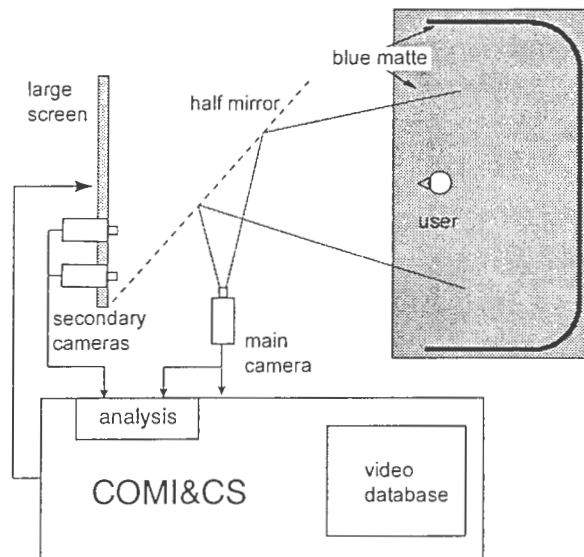 blue matte
large
screen
half mirror
user
secondary
cameras
main
camera
analysis
COMI&CS
video
database